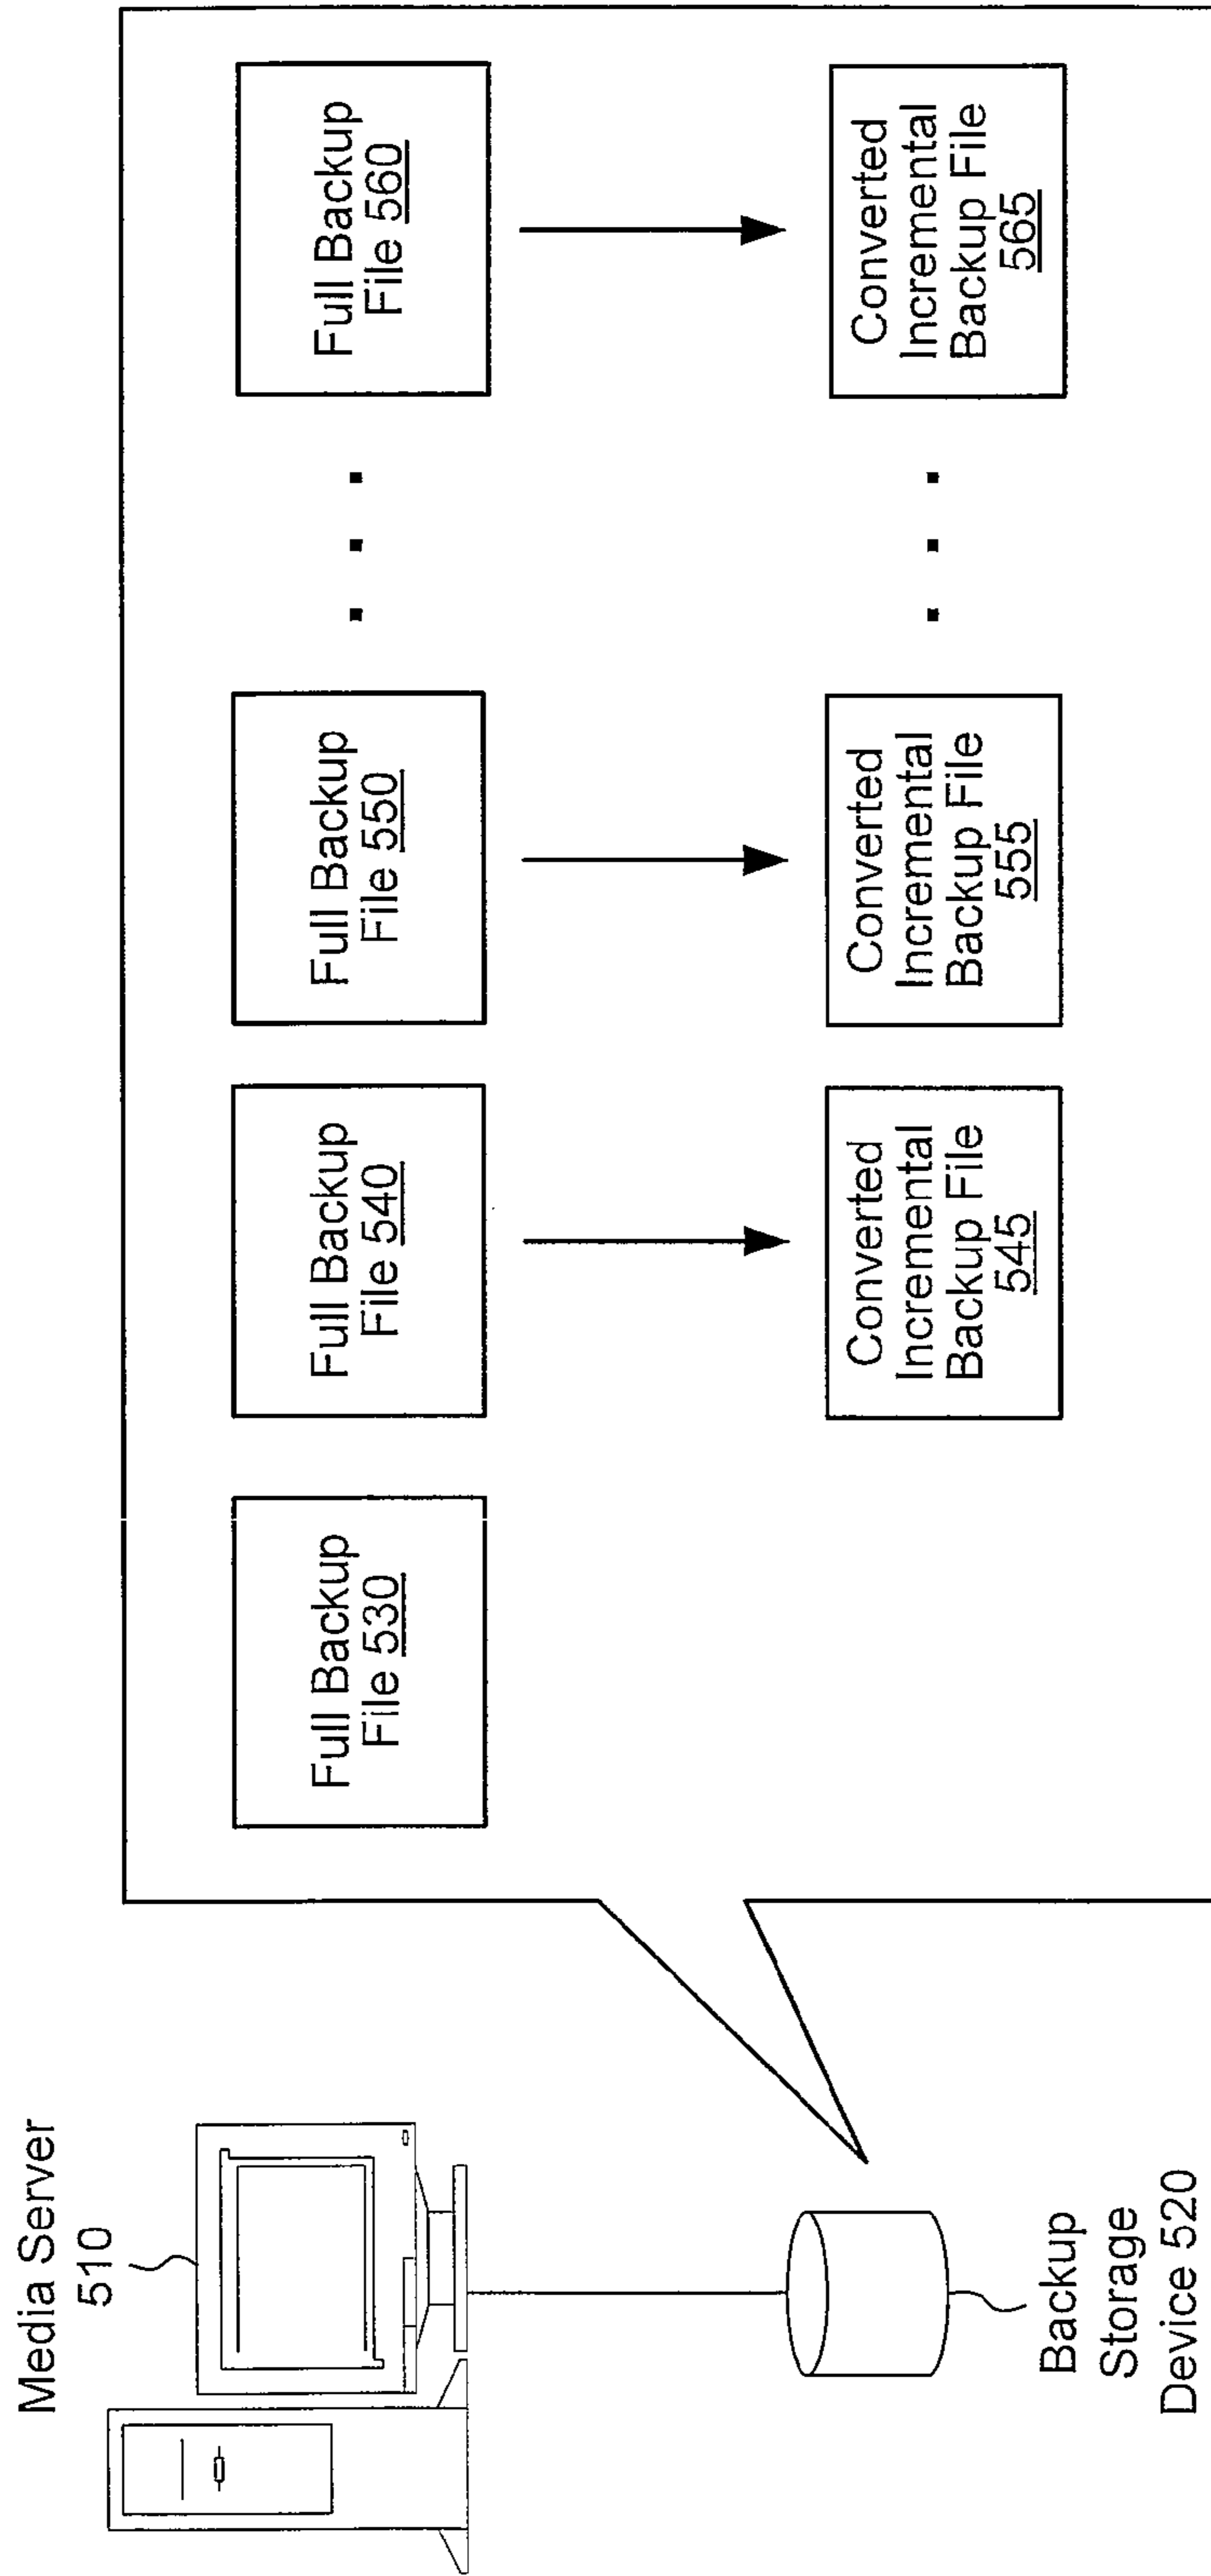 Media Server
510
Backup
Storage
Device 520
Full Backup
File 530
Full Backup
File 540
Full Backup
File 550
. . .
Full Backup
File 560
Converted
Incremental
Backup File
545
Converted
Incremental
Backup File
555
. . .
Converted
Incremental
Backup File
565